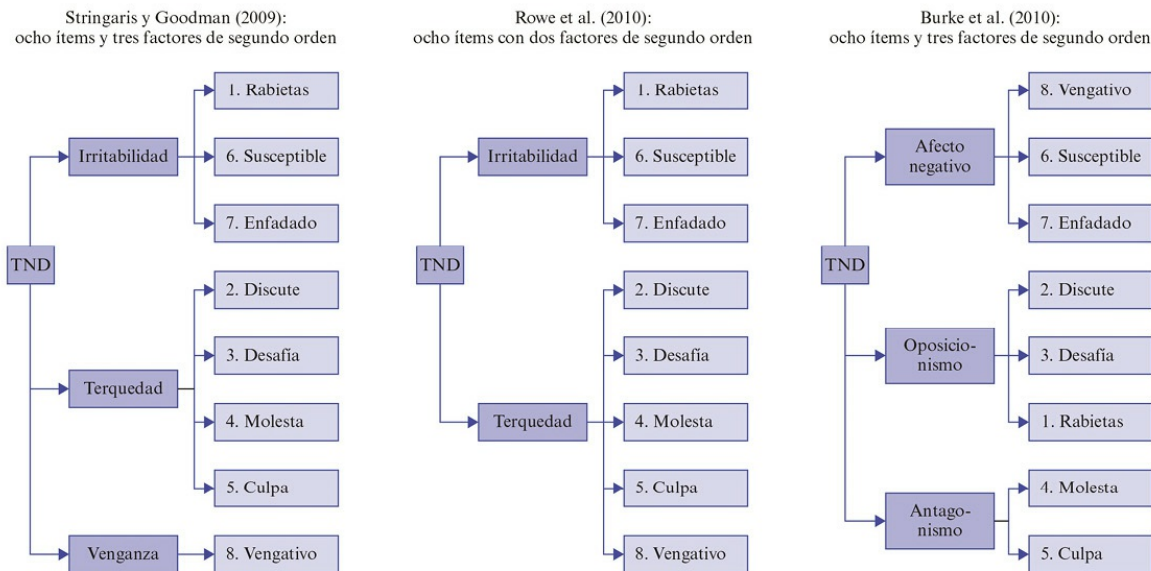 Stringaris y Goodman (2009):
ocho ítems y tres factores de segundo orden
TND
Irritabilidad
1. Rabietas
6. Susceptible
7. Enfadado
Terquedad
2. Discute
3. Desafía
4. Molesta
5. Culpa
Venganza
8. Vengativo
Rowe et al. (2010):
ocho ítems con dos factores de segundo orden
TND
Irritabilidad
1. Rabietas
6. Susceptible
7. Enfadado
Terquedad
2. Discute
3. Desafía
4. Molesta
5. Culpa
8. Vengativo
Burke et al. (2010):
ocho ítems y tres factores de segundo orden
TND
Afecto
negativo
8. Vengativo
6. Susceptible
7. Enfadado
Oposicio-
nismo
2. Discute
3. Desafía
1. Rabietas
Antago-
nismo
4. Molesta
5. Culpa